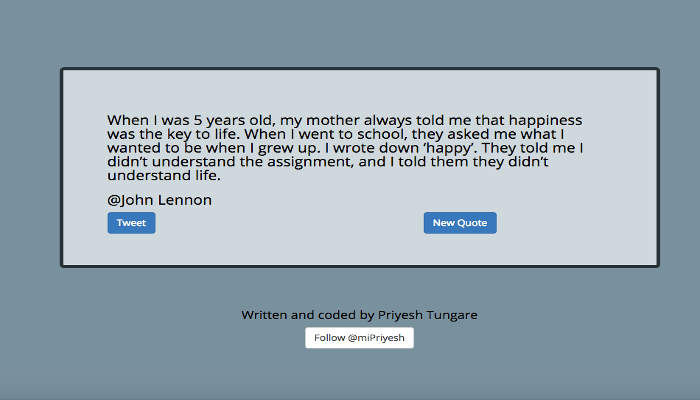 When I was 5 years old, my mother always told me that happiness
was the key to life. When I went to school, they asked me what I
wanted to be when I grew up. I wrote down ‘happy’. They told me I
didn’t understand the assignment, and I told them they didn’t
understand life.
@John Lennon
Tweet New Quote
Written and coded by Priyesh Tungare
Follow @miPriyesh